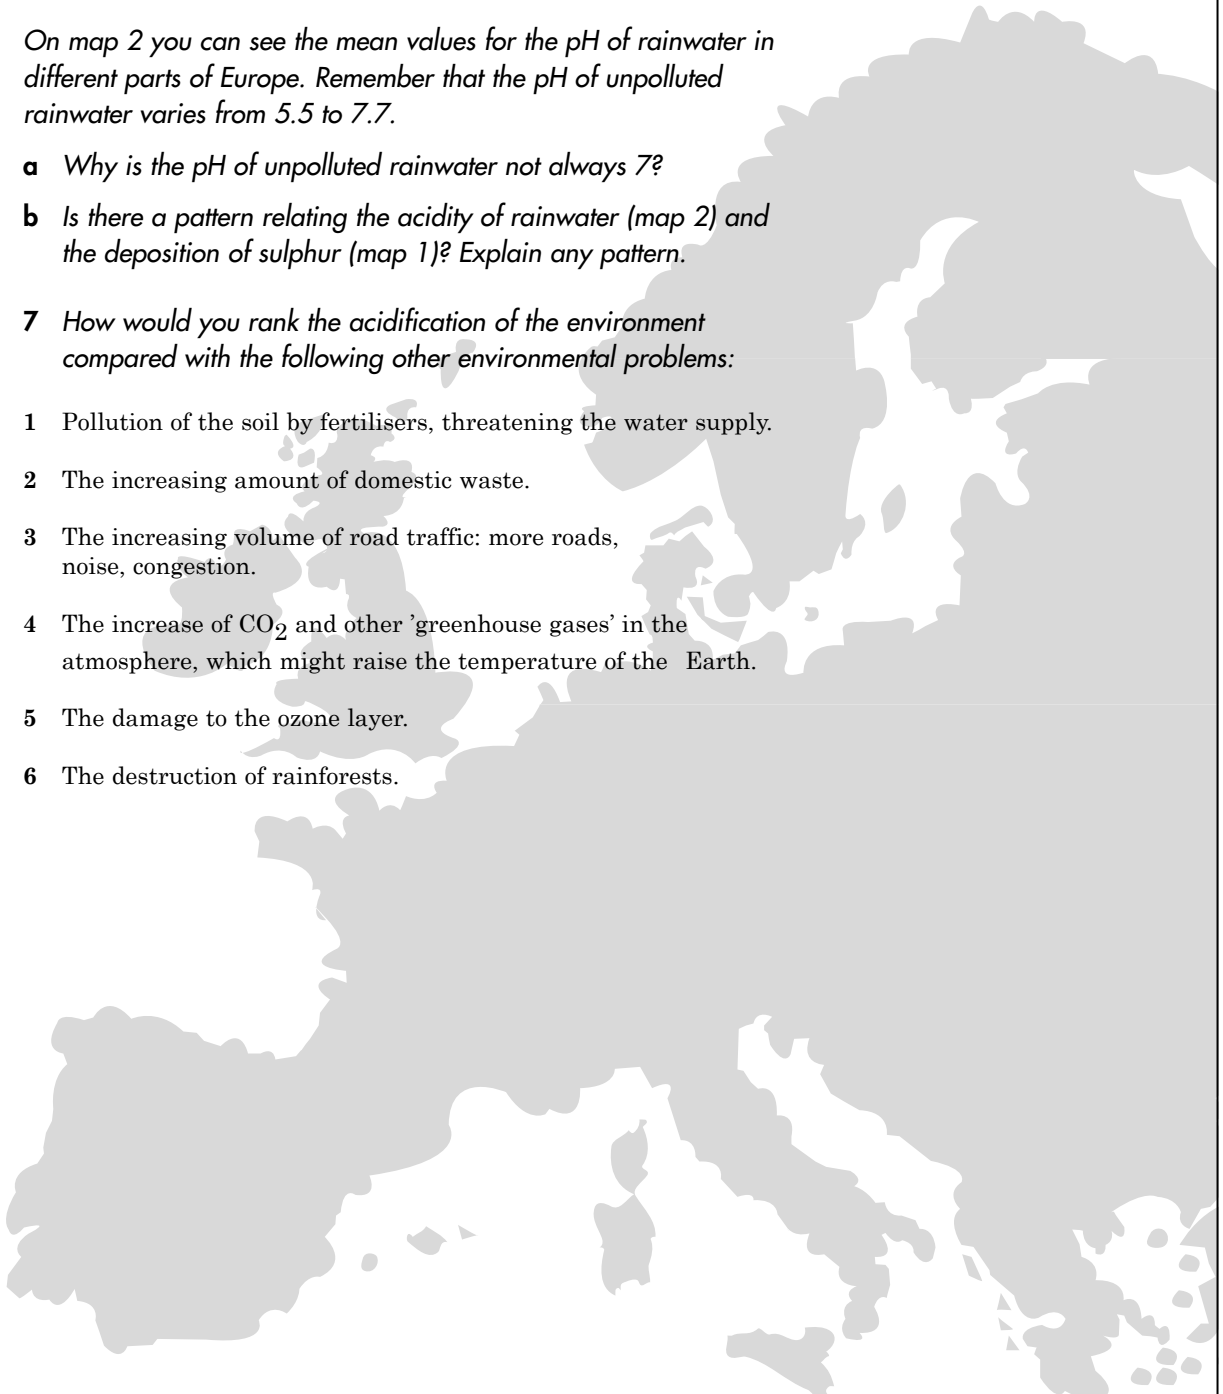 On map 2 you can see the mean values for the pH of rainwater in
different parts of Europe. Remember that the pH of unpolluted
rainwater varies from 5.5 to 7.7.
a Why is the pH of unpolluted rainwater not always 7?
b Is there a pattern relating the acidity of rainwater (map 2) and
the deposition of sulphur (map 1)? Explain any pattern.
7 How would you rank the acidification of the environment
compared with the following other environmental problems:
1 Pollution of the soil by fertilisers, threatening the water supply.
2 The increasing amount of domestic waste.
3 The increasing volume of road traffic: more roads,
noise, congestion.
4 The increase of CO2 and other 'greenhouse gases' in the
atmosphere, which might raise the temperature of the Earth.
5 The damage to the ozone layer.
6 The destruction of rainforests.